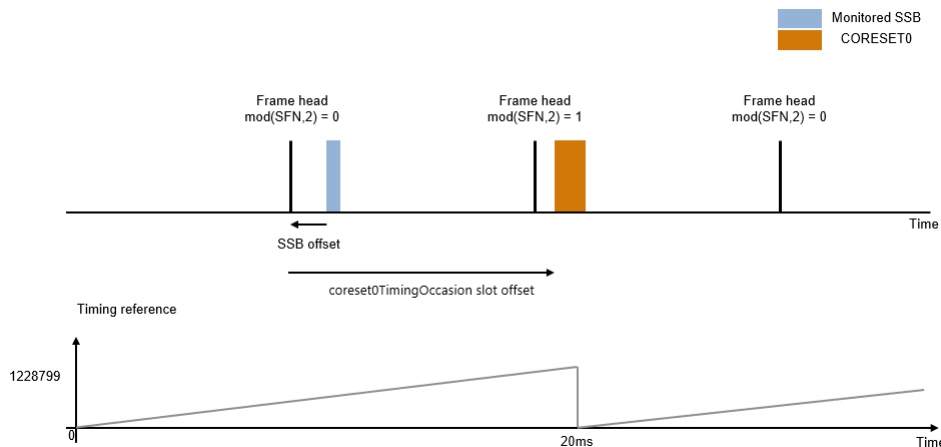 Monitored SSB
CORESET0
Frame head
mod(SFN,2) = 0
Frame head
mod(SFN,2) = 1
Frame head
mod(SFN,2) = 0
Time
SSB offset
coreset0TimingOccasion slot offset
Timing reference
1228799
0
20ms
Time